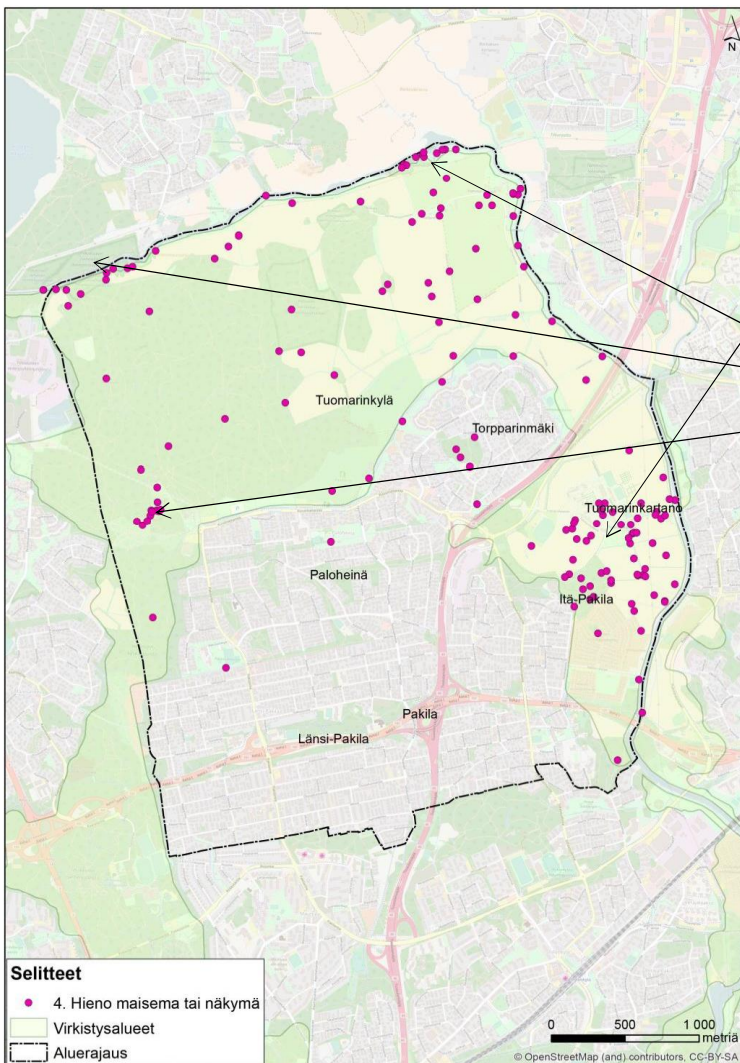 N
Tuomarinkylä
Torpparinmäki
Tuomarinkartano
Paloheinä
Itä-Pakila
Pakila
Länsi-Pakila
Selitteet
4. Hieno maisema tai näkymä
Virkistysalueet
Aluerajaus
0 500 1 000
metriä
© OpenStreetMap (and) contributors, CC-BY-SA